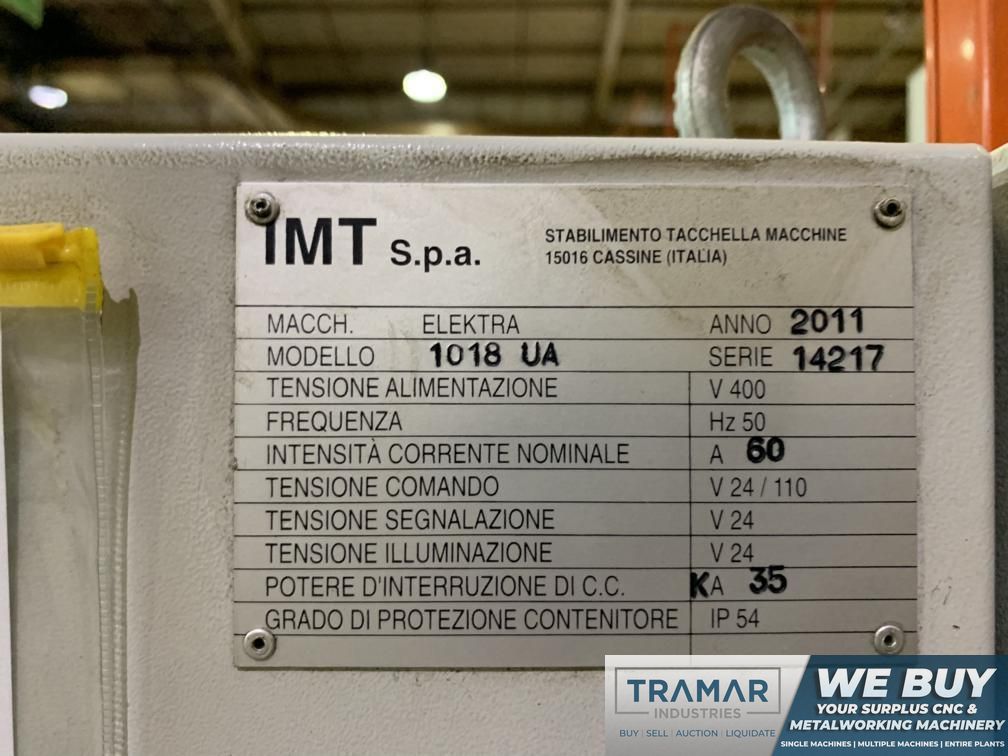 IMT S.p.a.
STABILIMENTO TACCHELLA MACCHINE
15016 CASSINE (ITALIA)
MACCH. ELEKTRA ANNO 2011
MODELLO 1018 UA SERIE 14217
TENSIONE ALIMENTAZIONE V 400
FREQUENZA Hz 50
INTENSITÀ CORRENTE NOMINALE A 60
TENSIONE COMANDO V 24 / 110
TENSIONE SEGNALAZIONE V 24
TENSIONE ILLUMINAZIONE V 24
POTERE D'INTERRUZIONE DI C.C. KA 35
GRADO DI PROTEZIONE CONTENITORE IP 54
TRAMAR
INDUSTRIES
BUY | SELL | AUCTION | LIQUIDATE
WE BUY
YOUR SURPLUS CNC &
METALWORKING MACHINERY
SINGLE MACHINES | MULTIPLE MACHINES | ENTIRE PLANTS